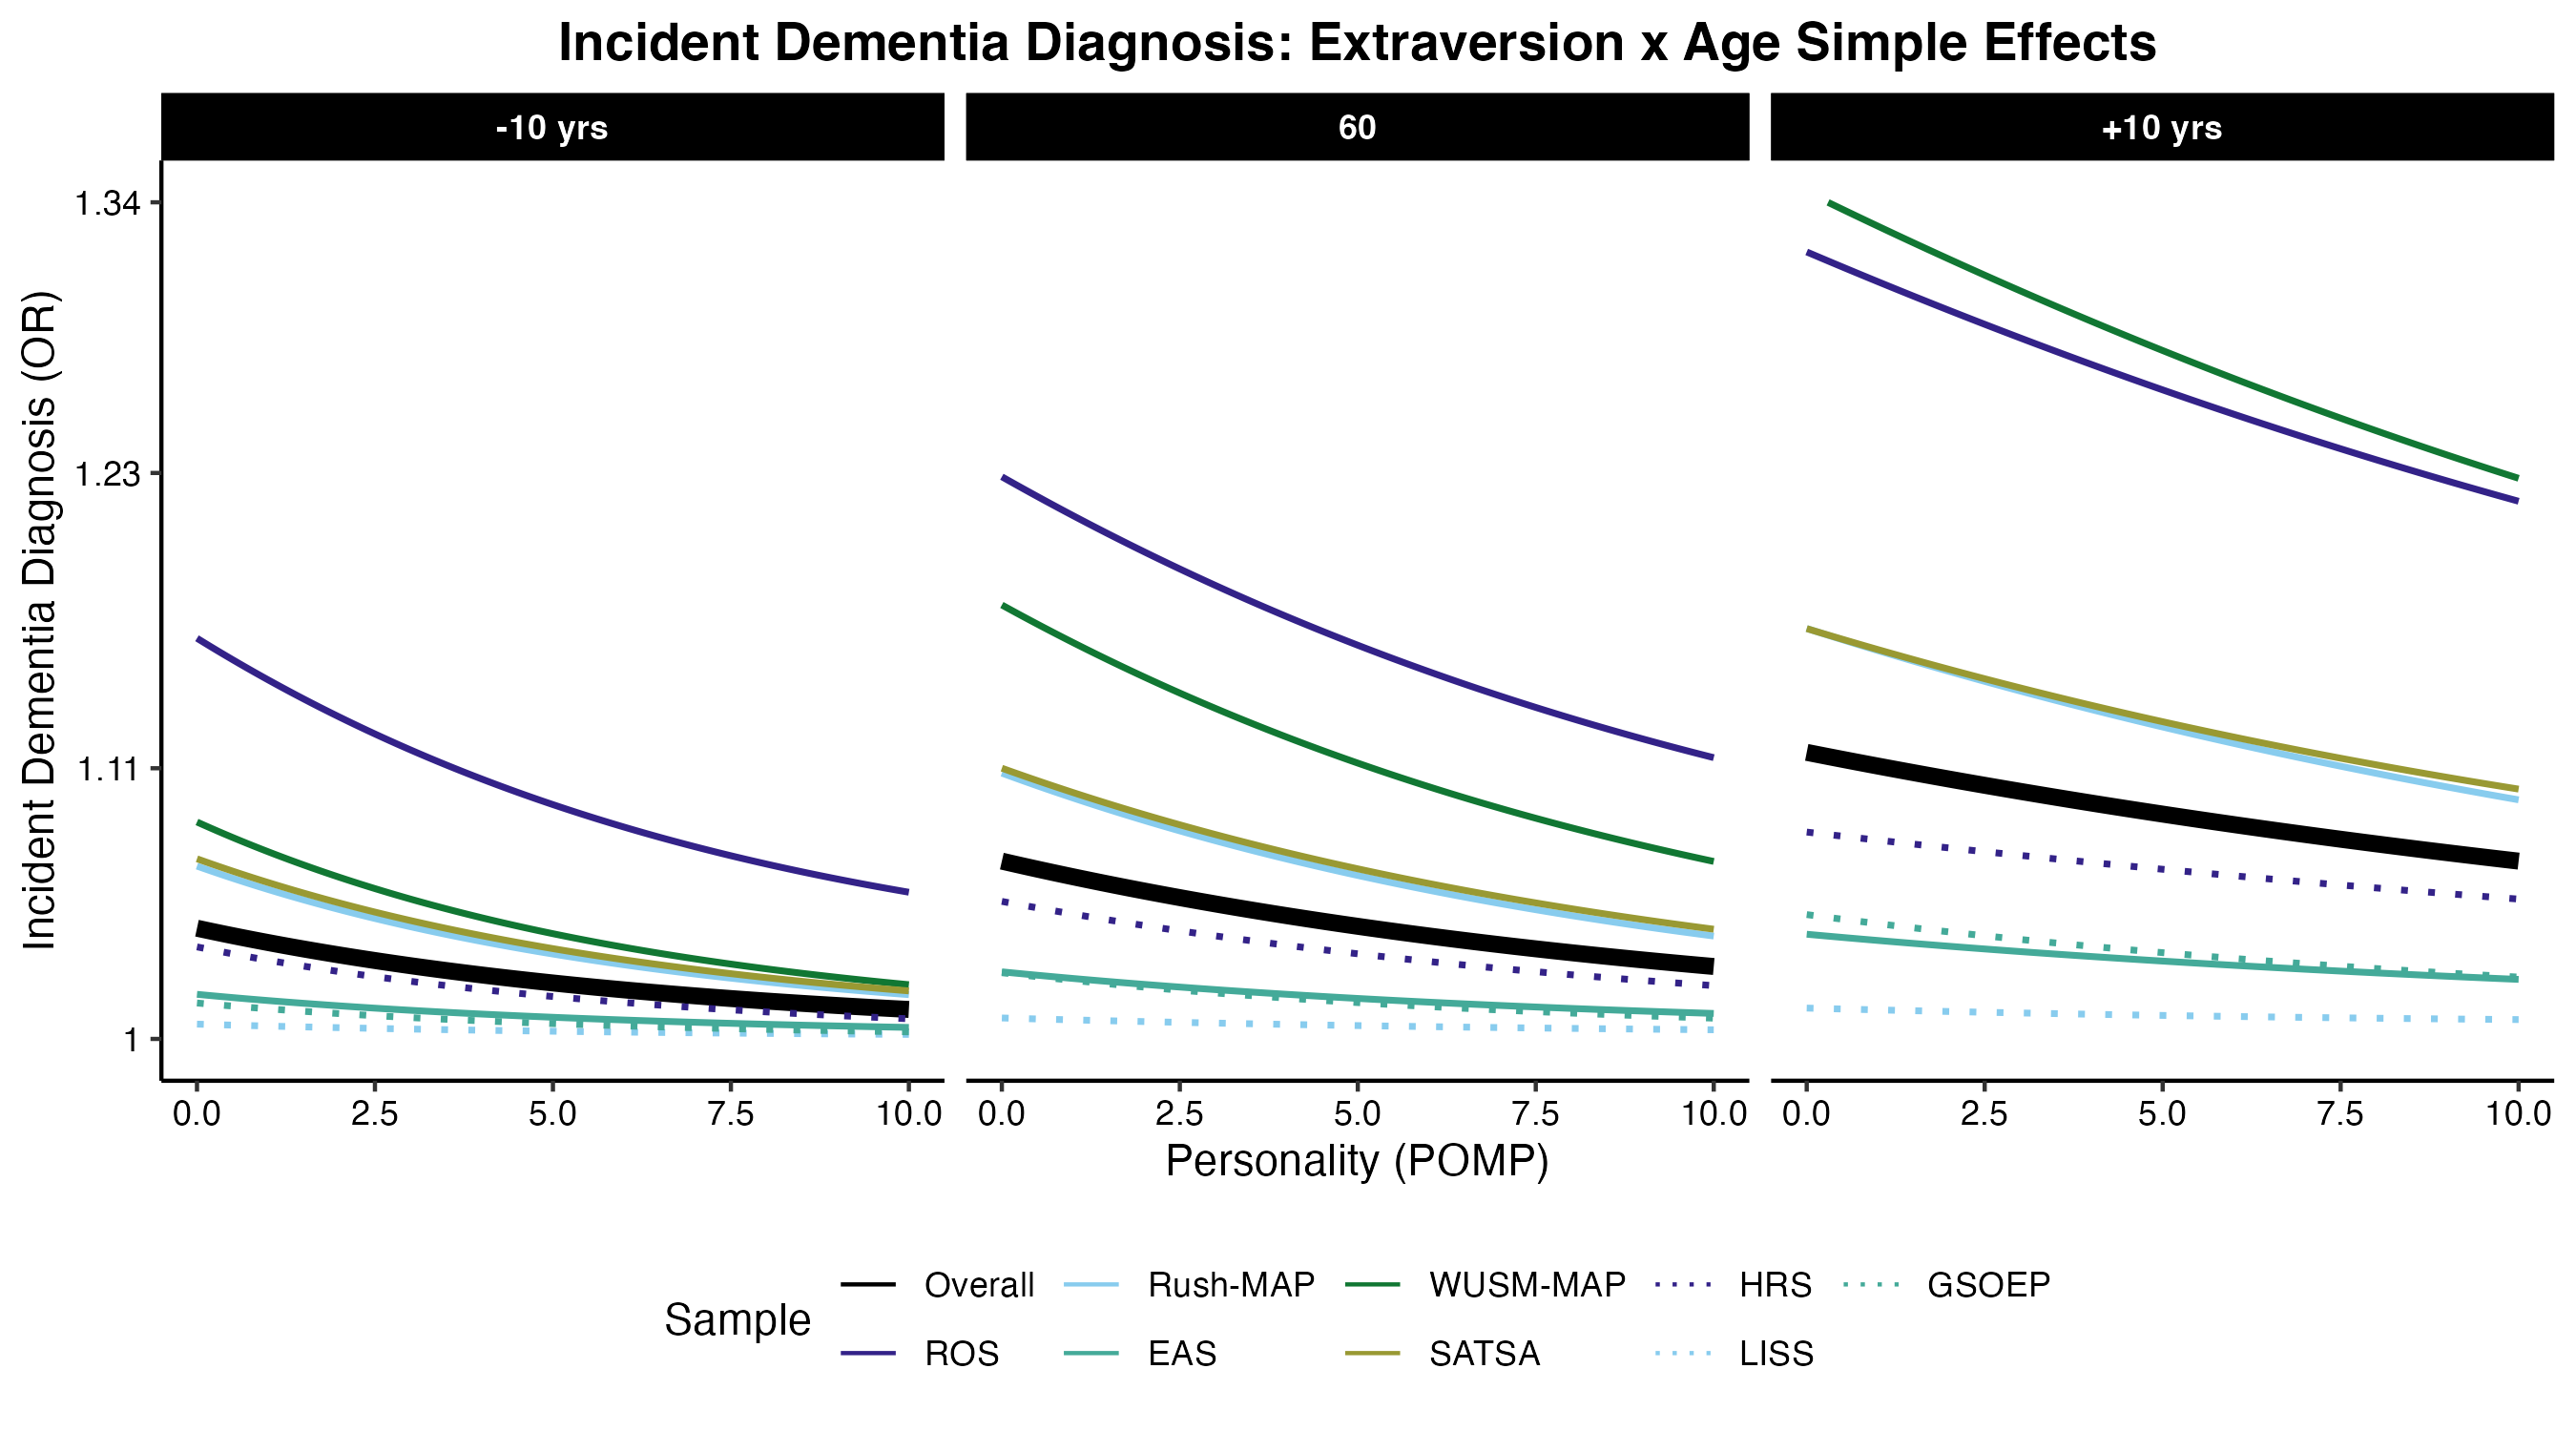 Incident Dementia Diagnosis: Extraversion x Age Simple Effects
-10 yrs
60
+10 yrs
Incident Dementia Diagnosis (OR)
1.34
1.23
1.11
1
0.0 2.5 5.0 7.5 10.0
0.0 2.5 5.0 7.5 10.0
0.0 2.5 5.0 7.5 10.0
Personality (POMP)
Sample
Overall Rush-MAP WUSM-MAP HRS GSOEP
ROS EAS SATSA LISS